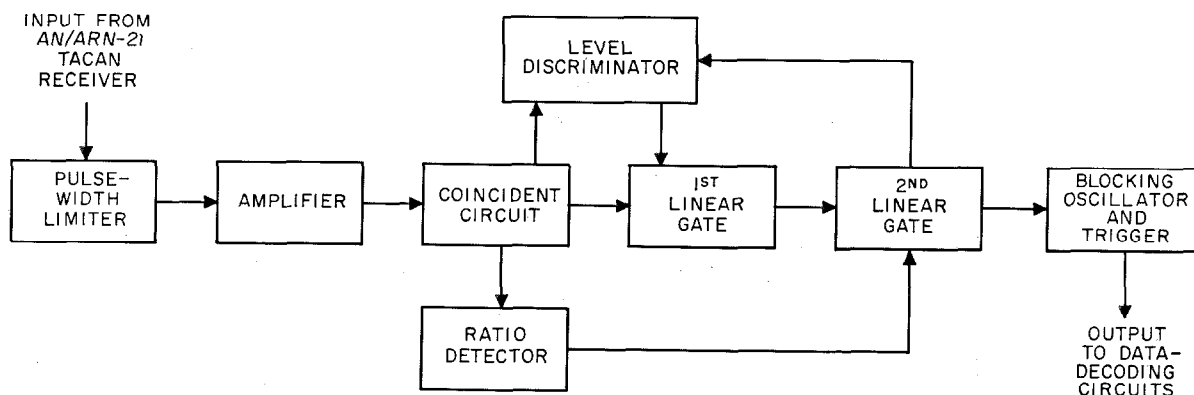 INPUT FROM
AN/ARN-21
TACAN
RECEIVER
LEVEL
DISCRIMINATOR
PULSE-
WIDTH
LIMITER
AMPLIFIER
COINCIDENT
CIRCUIT
1ST
LINEAR
GATE
2ND
LINEAR
GATE
BLOCKING
OSCILLATOR
AND
TRIGGER
RATIO
DETECTOR
OUTPUT
TO DATA-
DECODING
CIRCUITS